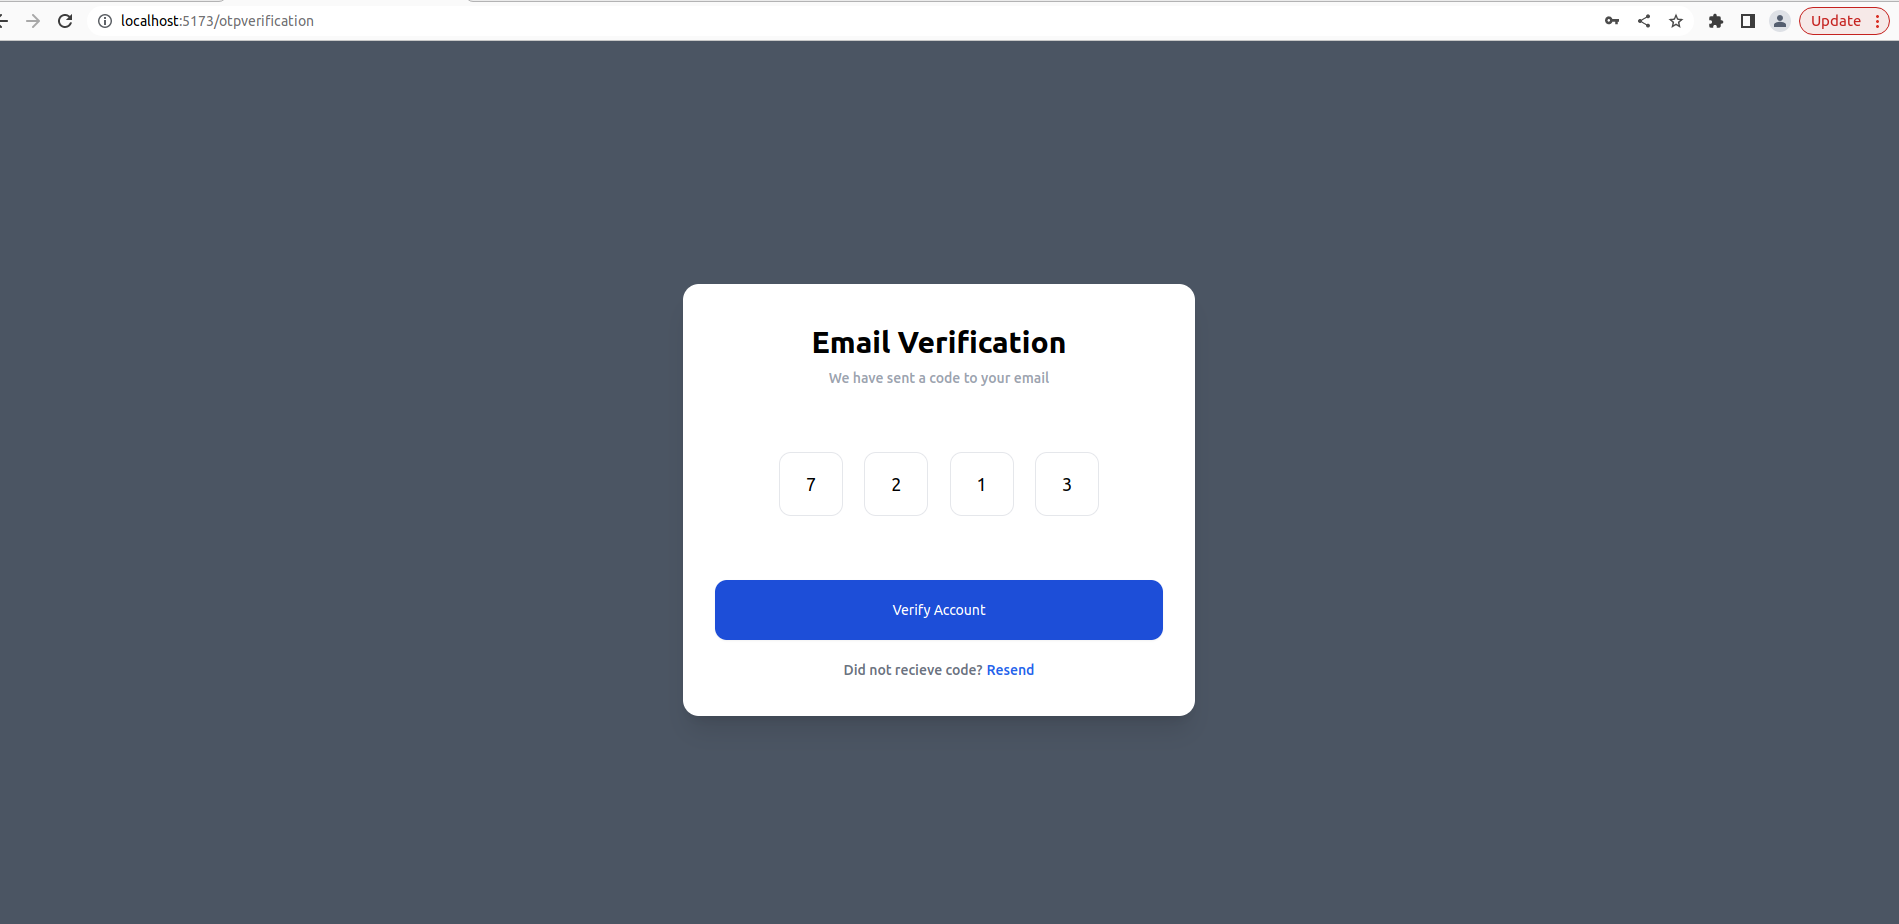 localhost:5173/otpverification
Update
Email Verification
We have sent a code to your email
7 2 1 3
Verify Account
Did not recieve code? Resend